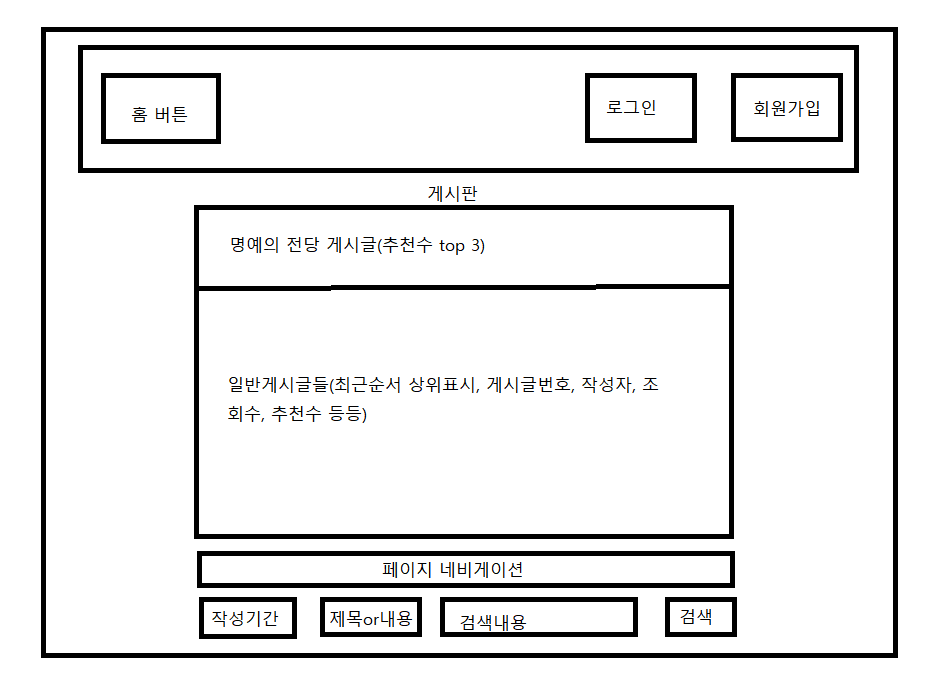 홈 버튼
로그인
회원가입
게시판
명예의 전당 게시글(추천수 top 3)
일반게시글들(최근순서 상위표시, 게시글번호, 작성자, 조
회수, 추천수 등등)
페이지 네비게이션
작성기간
제목or내용
검색내용
검색